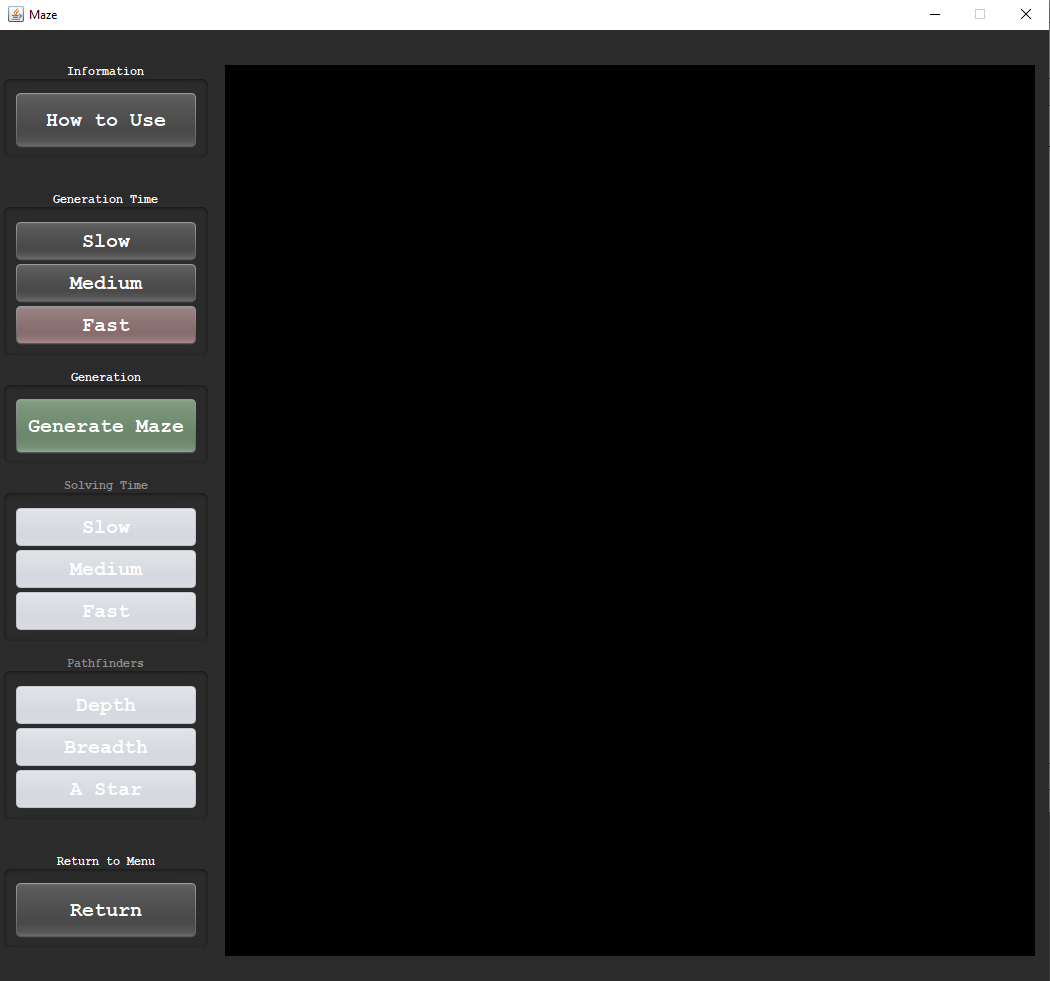 Maze
Information
How to Use
Generation Time
Slow
Medium
Fast
Generation
Generate Maze
Solving Time
Slow
Medium
Fast
Pathfinders
Depth
Breadth
A Star
Return to Menu
Return